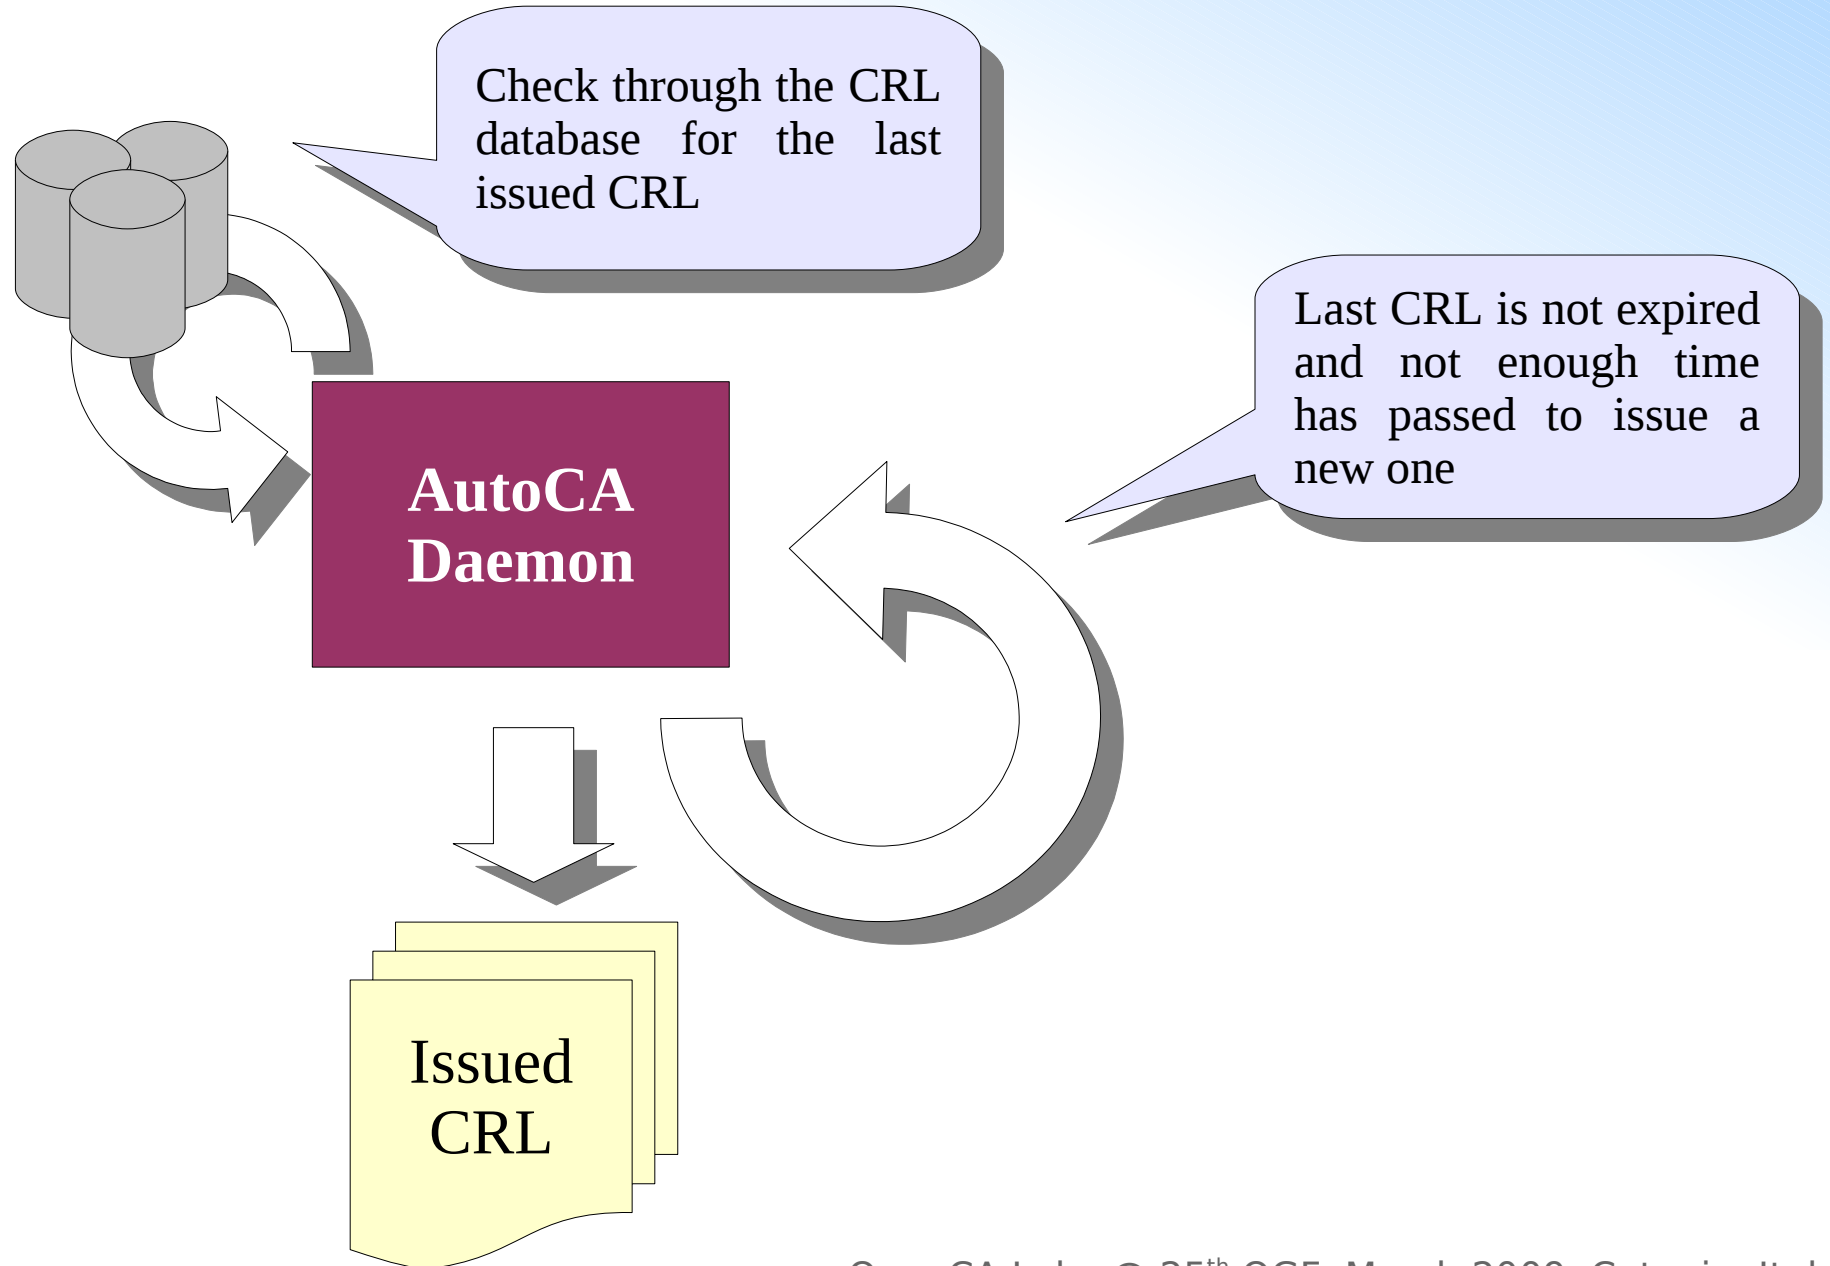 Check through the CRL
database for the last
issued CRL
Last CRL is not expired
and not enough time
has passed to issue a
new one
AutoCA
Daemon
Issued
CRL